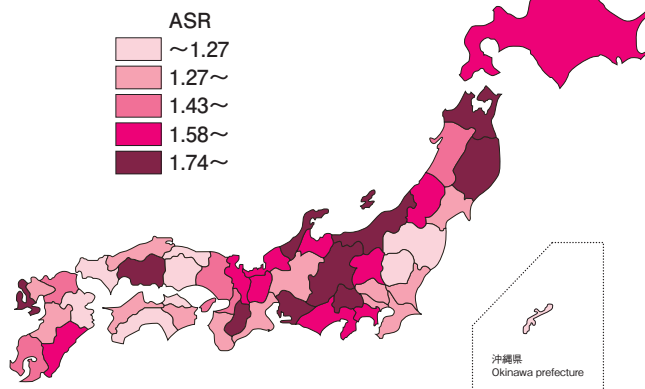 ASR
〜1.27
1.27〜
1.43〜
1.58〜
1.74〜
沖縄県
Okinawa prefecture